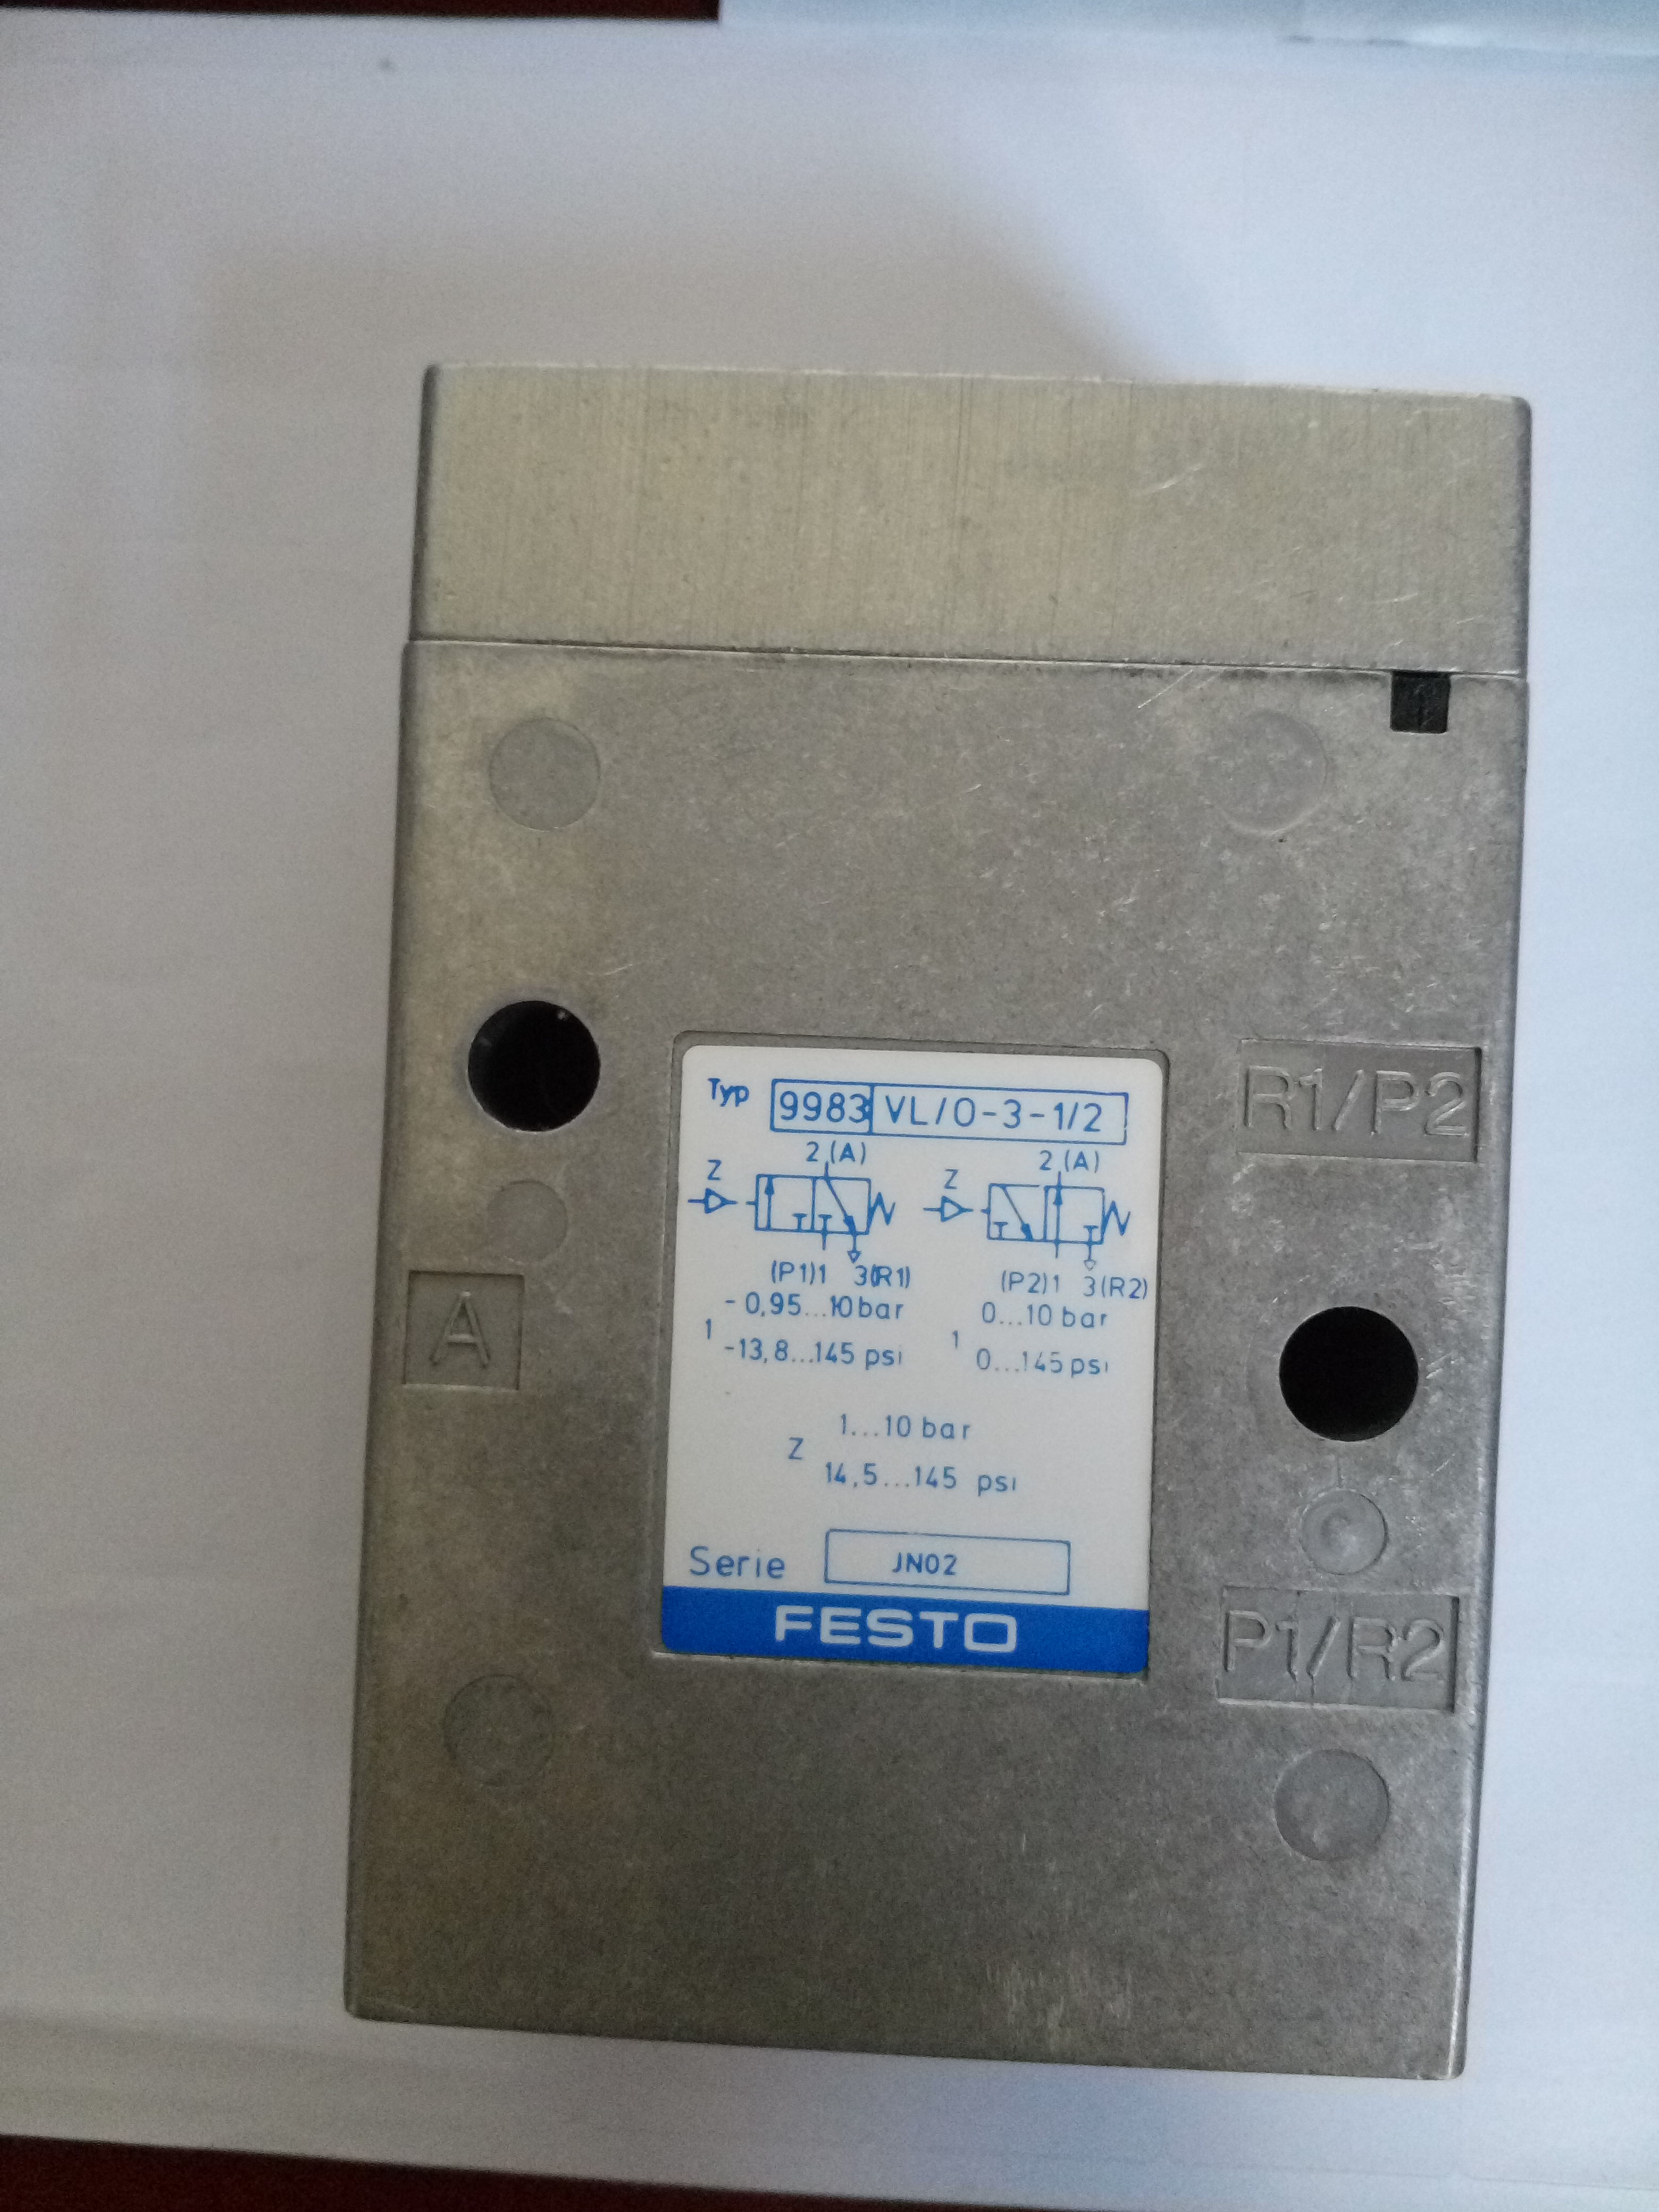 Typ 9983 VL/O-3-1/2
2 (A) 2 (A)
Z Z
(P1)1 3(R1) (P2)1 3(R2)
-0,95...10 bar 0...10 bar
1 1
-13,8...145 psi 0...145 psi
1...10 bar
Z
14,5...145 psi
Serie JN02
FESTO
R1/P2
A
P1/R2